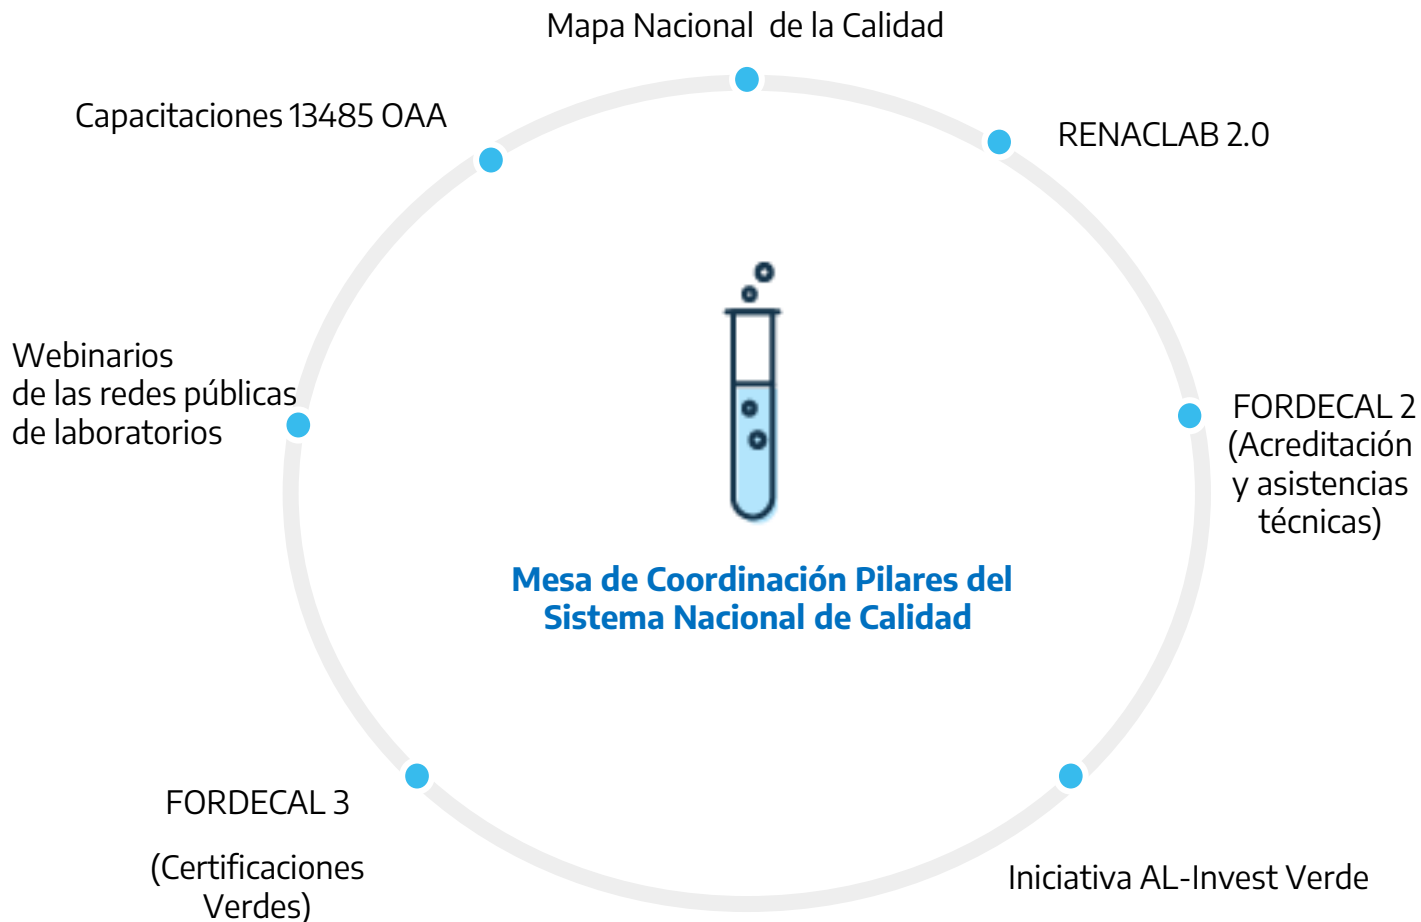 Mapa Nacional de la Calidad
Capacitaciones 13485 OAA
RENACLAB 2.0
Webinarios
de las redes públicas
de laboratorios
FORDECAL 2
(Acreditación
y asistencias
técnicas)
Mesa de Coordinación Pilares del
Sistema Nacional de Calidad
FORDECAL 3
(Certificaciones
Verdes)
Iniciativa AL-Invest Verde